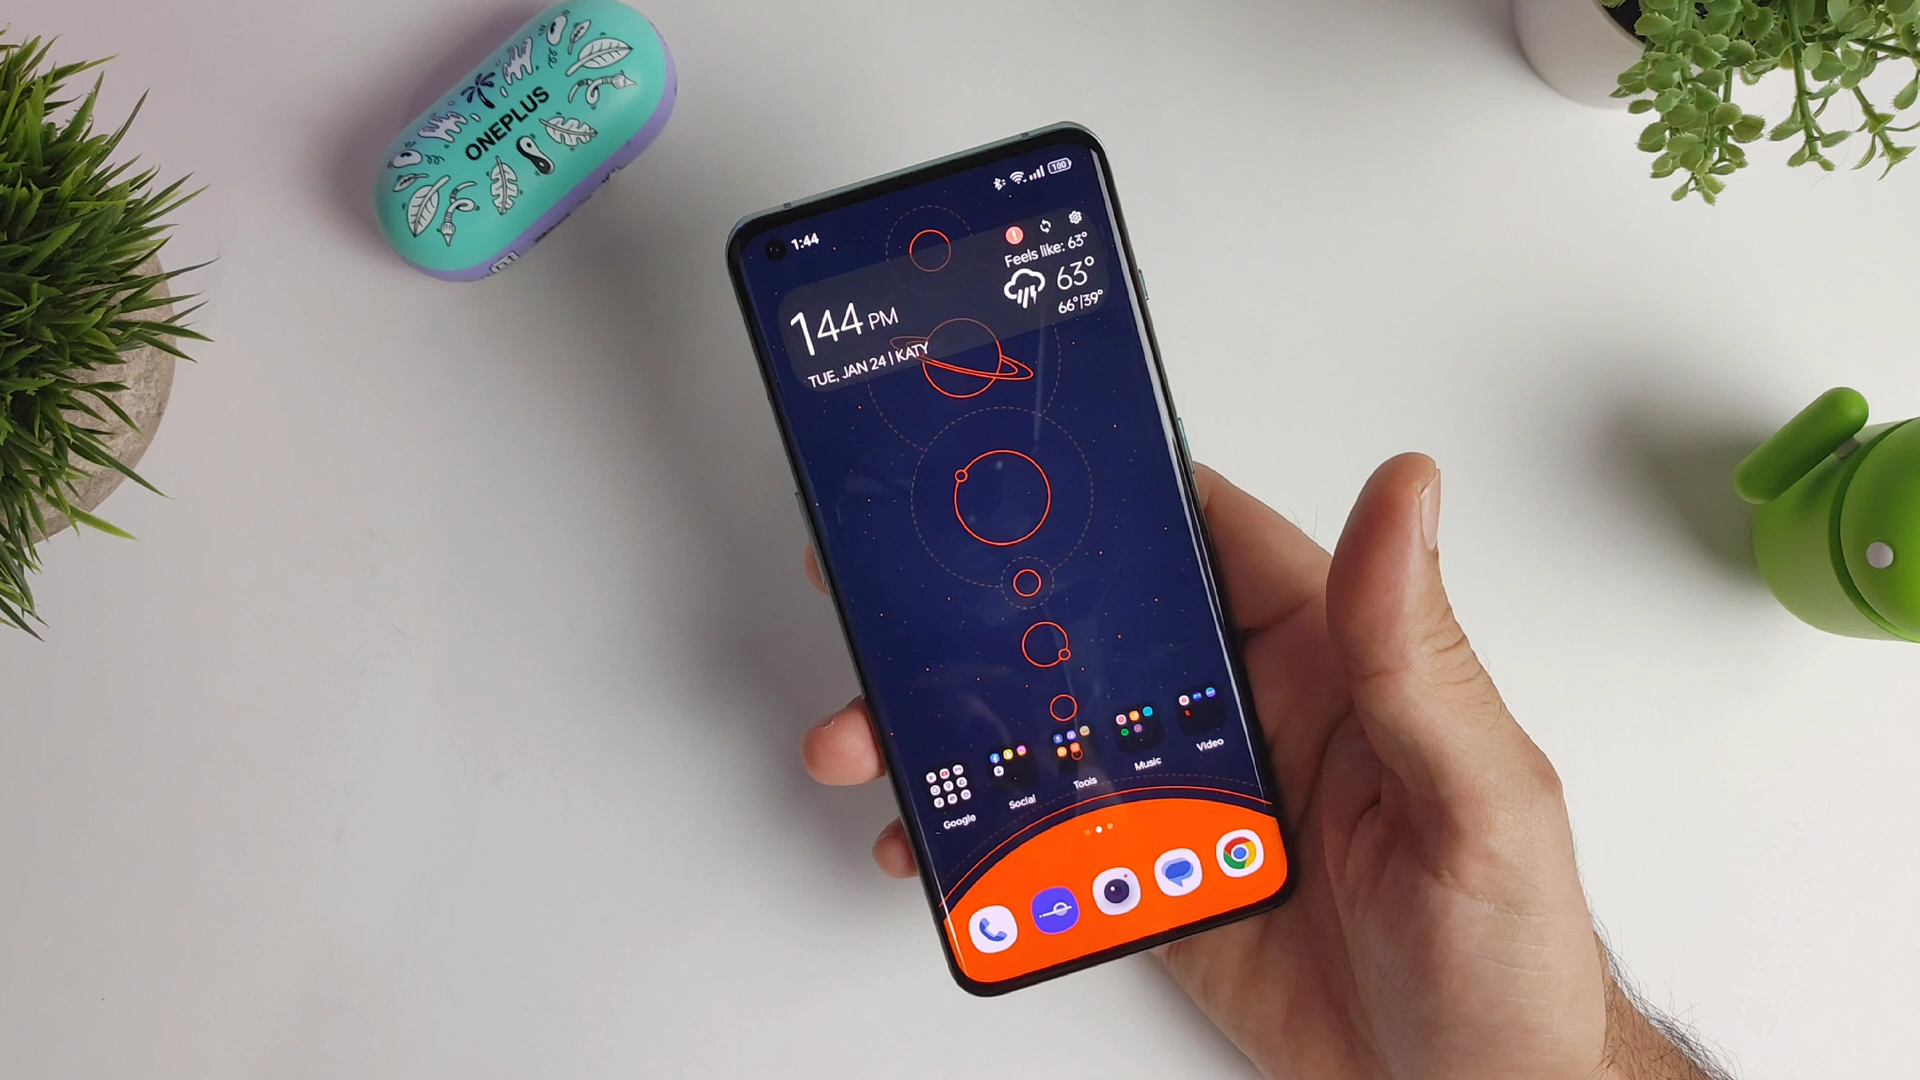 ONEPLUS
1:44
100
Feels like: 63°
63°
66°/39°
144 PM
TUE, JAN 24 | KATY
Google
Social
Tools
Music
Video